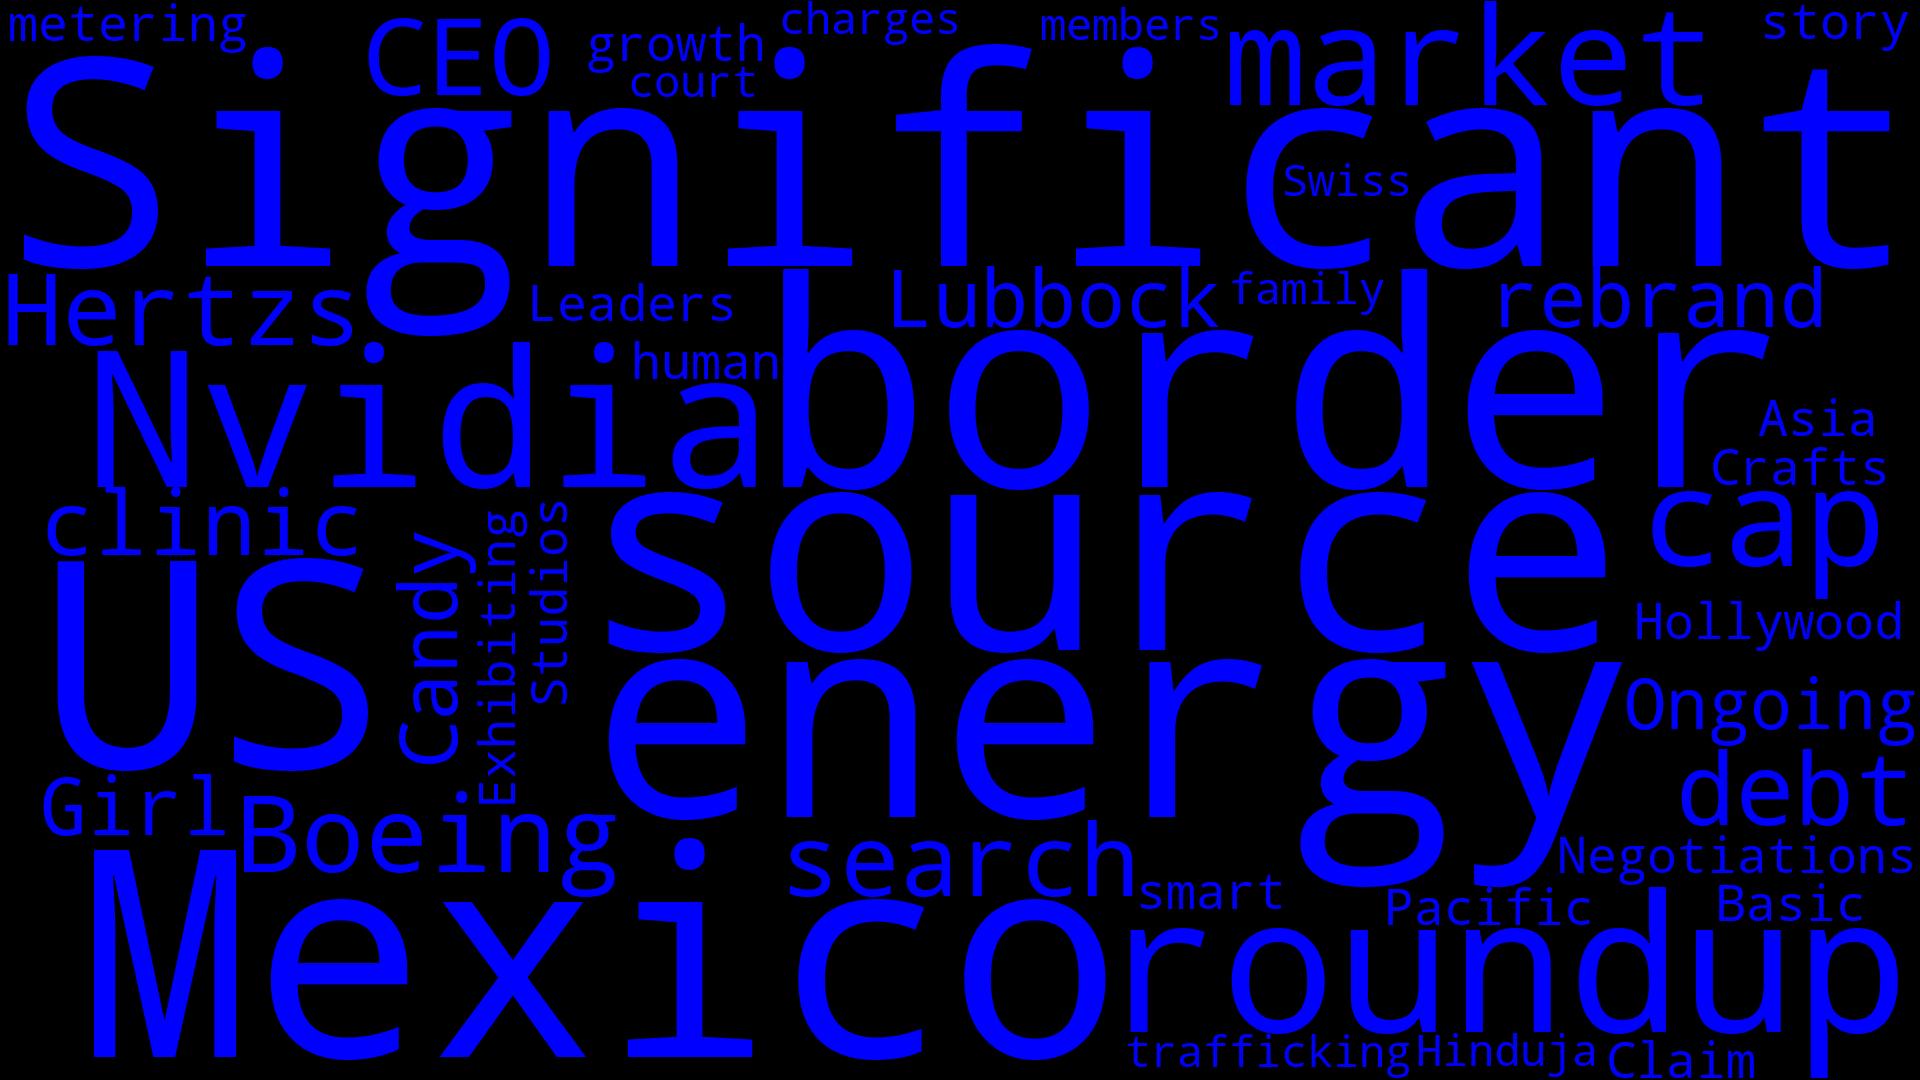 metering
CEO
growth
charges
members
market
story
court
Significant
Swiss
Hertzs
Leaders
Lubbock
family
rebrand
human
Nvidia
border
Asia
Crafts
clinic
cap
Candy
Exhibiting
Studios
source
US
Hollywood
energy
Ongoing
debt
Girl
Boeing
search
Negotiations
smart
Pacific
Basic
Mexico
roundup
trafficking
Hinduja
Claim